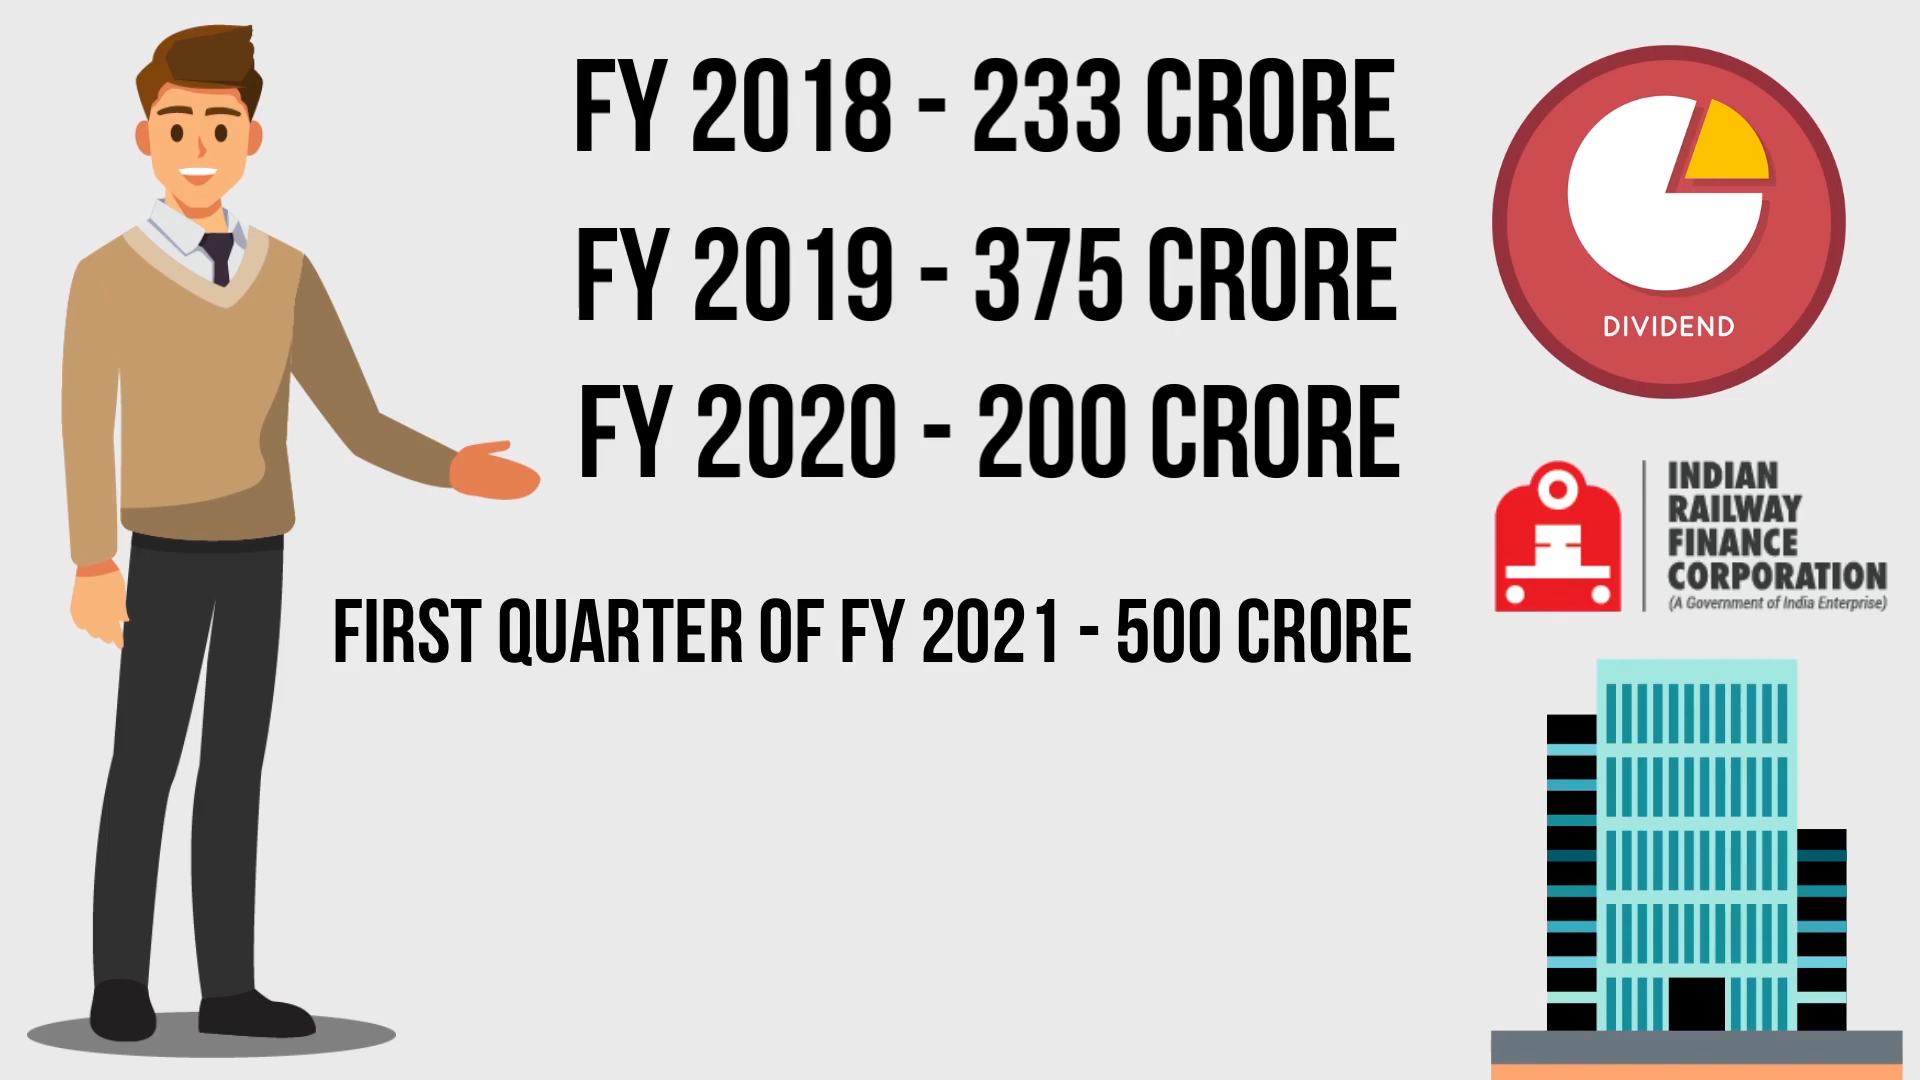 FY 2018 - 233 CRORE
FY 2019 - 375 CRORE
FY 2020 - 200 CRORE
FIRST QUARTER OF FY 2021 - 500 CRORE
DIVIDEND
INDIAN
RAILWAY
FINANCE
CORPORATION
(A Government of India Enterprise)